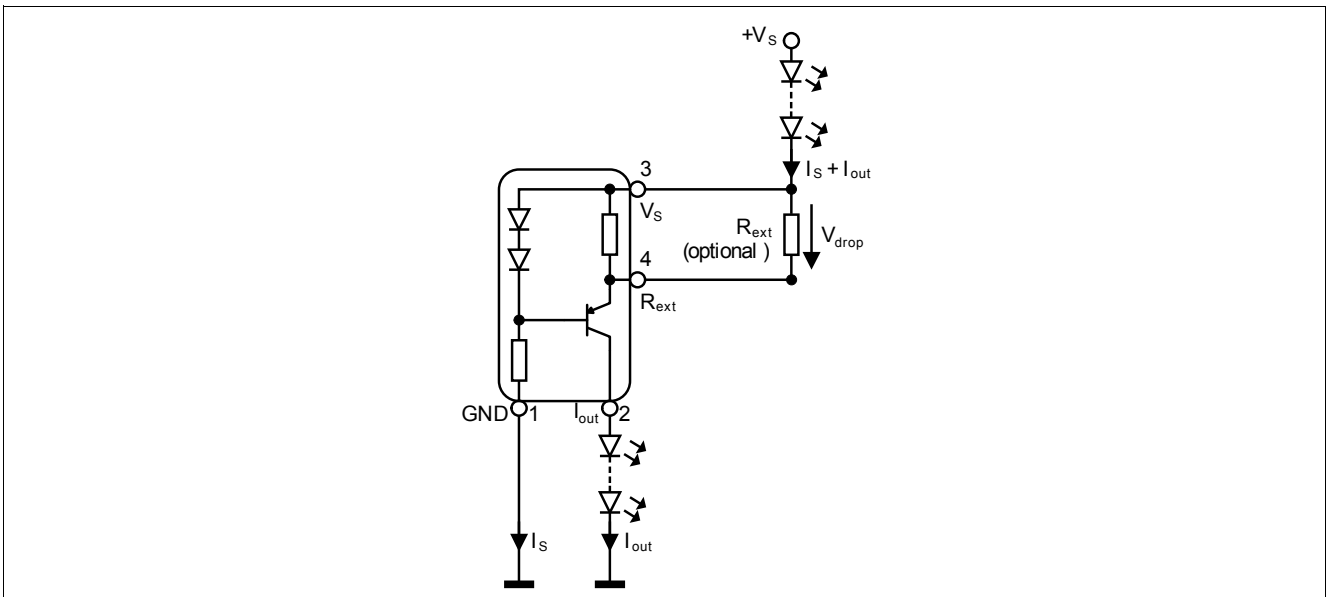 +VS
IS + Iout
3
VS
Rext
(optional )
Vdrop
4
Rext
GND 1
Iout 2
IS
Iout